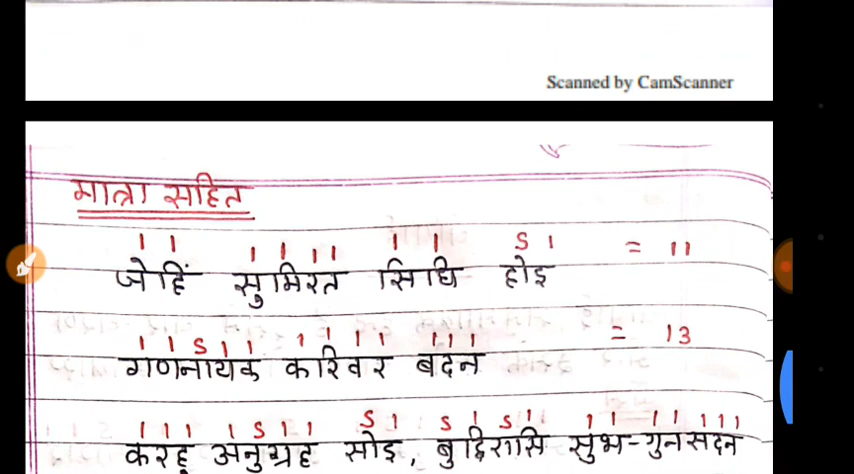 Scanned by CamScanner
मात्रा सहित
। । । । । । । । S । = 11
जेहिं सुमिरत सिधि होइ
। । S । । । । । । । । । = 13
गणनायक करिवर बदन
। । । । S । । S । S । S । । । । । । । ।
करहु अनुग्रह सोइ, बुद्धिरासि सुभ-गुनसदन